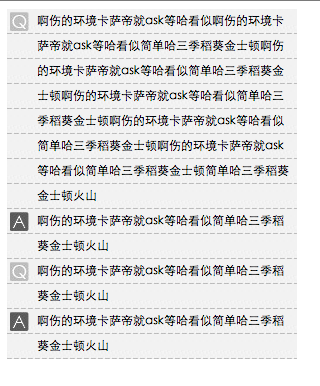 Q 啊伤的环境卡萨帝就ask等哈看似啊伤的环境卡
萨帝就ask等哈看似简单哈三季稻葵金士顿啊伤
的环境卡萨帝就ask等哈看似简单哈三季稻葵金
士顿啊伤的环境卡萨帝就ask等哈看似简单哈三
季稻葵金士顿啊伤的环境卡萨帝就ask等哈看似
简单哈三季稻葵金士顿啊伤的环境卡萨帝就ask
等哈看似简单哈三季稻葵金士顿简单哈三季稻葵
金士顿火山
A 啊伤的环境卡萨帝就ask等哈看似简单哈三季稻
葵金士顿火山
Q 啊伤的环境卡萨帝就ask等哈看似简单哈三季稻
葵金士顿火山
A 啊伤的环境卡萨帝就ask等哈看似简单哈三季稻
葵金士顿火山